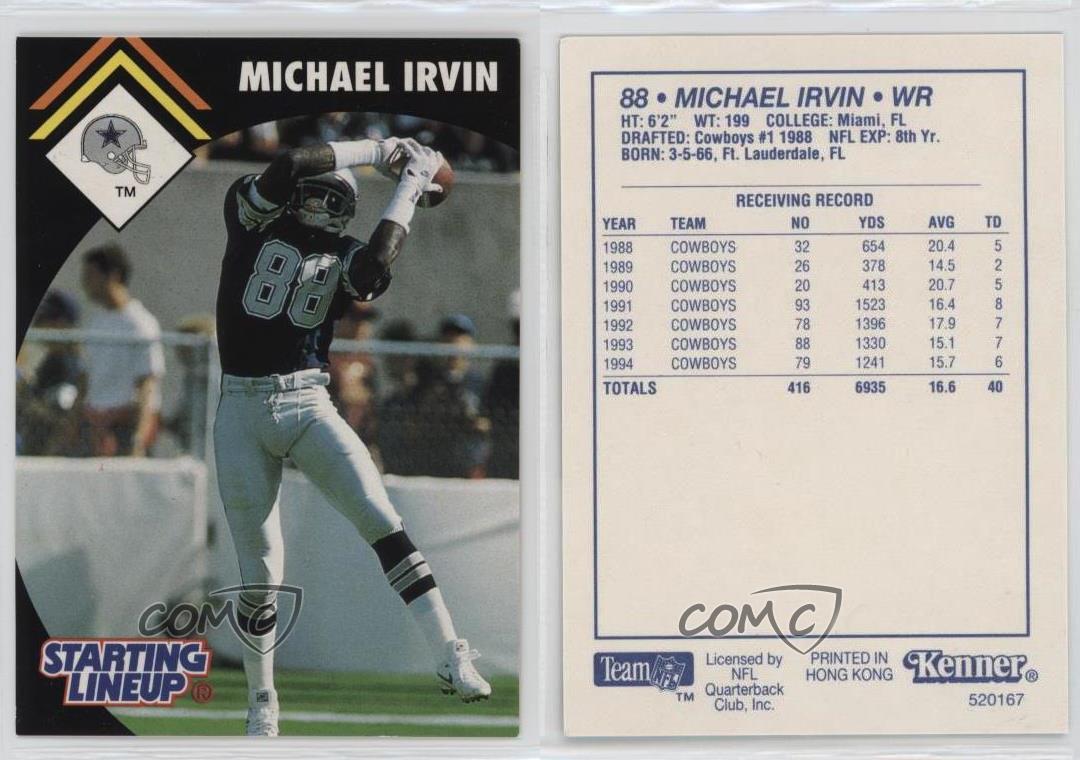 MICHAEL IRVIN
TM
88
COMC
STARTING
LINEUP®
88 • MICHAEL IRVIN • WR
HT: 6'2" WT: 199 COLLEGE: Miami, FL
DRAFTED: Cowboys #1 1988 NFL EXP: 8th Yr.
BORN: 3-5-66, Ft. Lauderdale, FL
RECEIVING RECORD
YEAR TEAM NO YDS AVG TD
1988 COWBOYS 32 654 20.4 5
1989 COWBOYS 26 378 14.5 2
1990 COWBOYS 20 413 20.7 5
1991 COWBOYS 93 1523 16.4 8
1992 COWBOYS 78 1396 17.9 7
1993 COWBOYS 88 1330 15.1 7
1994 COWBOYS 79 1241 15.7 6
TOTALS 416 6935 16.6 40
COMC
Team NFL TM
Licensed by
NFL
Quarterback
Club, Inc.
PRINTED IN
HONG KONG
Kenner®
520167